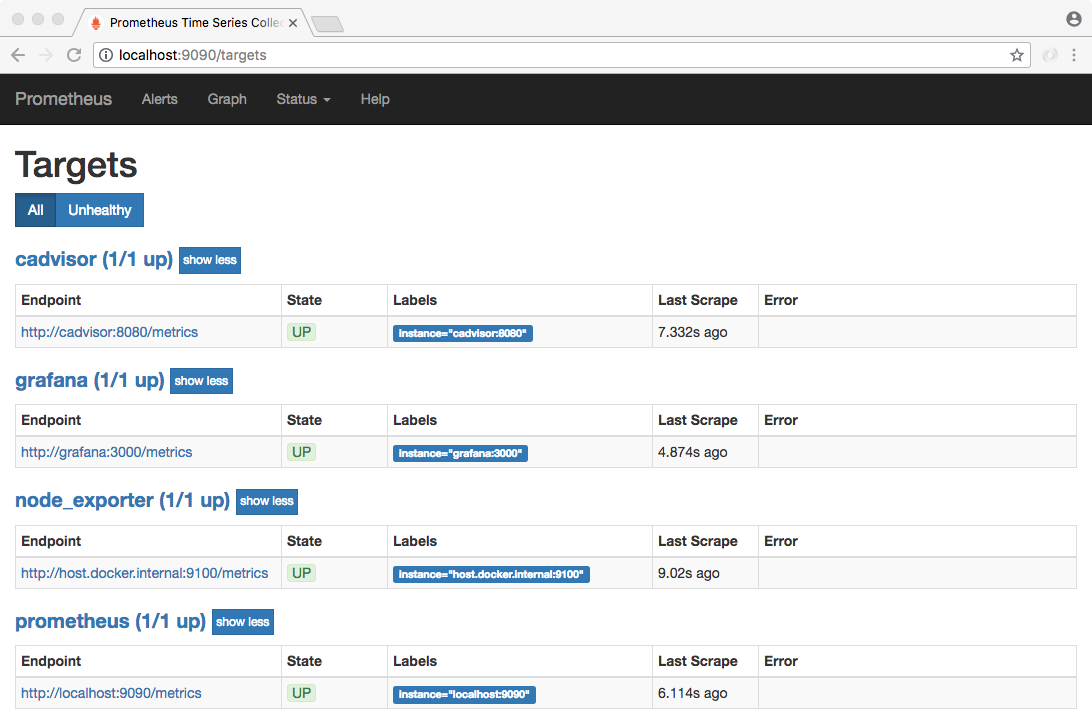 Prometheus Time Series Collec
localhost:9090/targets
Prometheus Alerts Graph Status Help
Targets
All Unhealthy
cadvisor (1/1 up) show less
Endpoint State Labels Last Scrape Error
http://cadvisor:8080/metrics UP instance="cadvisor:8080" 7.332s ago
grafana (1/1 up) show less
Endpoint State Labels Last Scrape Error
http://grafana:3000/metrics UP instance="grafana:3000" 4.874s ago
node_exporter (1/1 up) show less
Endpoint State Labels Last Scrape Error
http://host.docker.internal:9100/metrics UP instance="host.docker.internal:9100" 9.02s ago
prometheus (1/1 up) show less
Endpoint State Labels Last Scrape Error
http://localhost:9090/metrics UP instance="localhost:9090" 6.114s ago